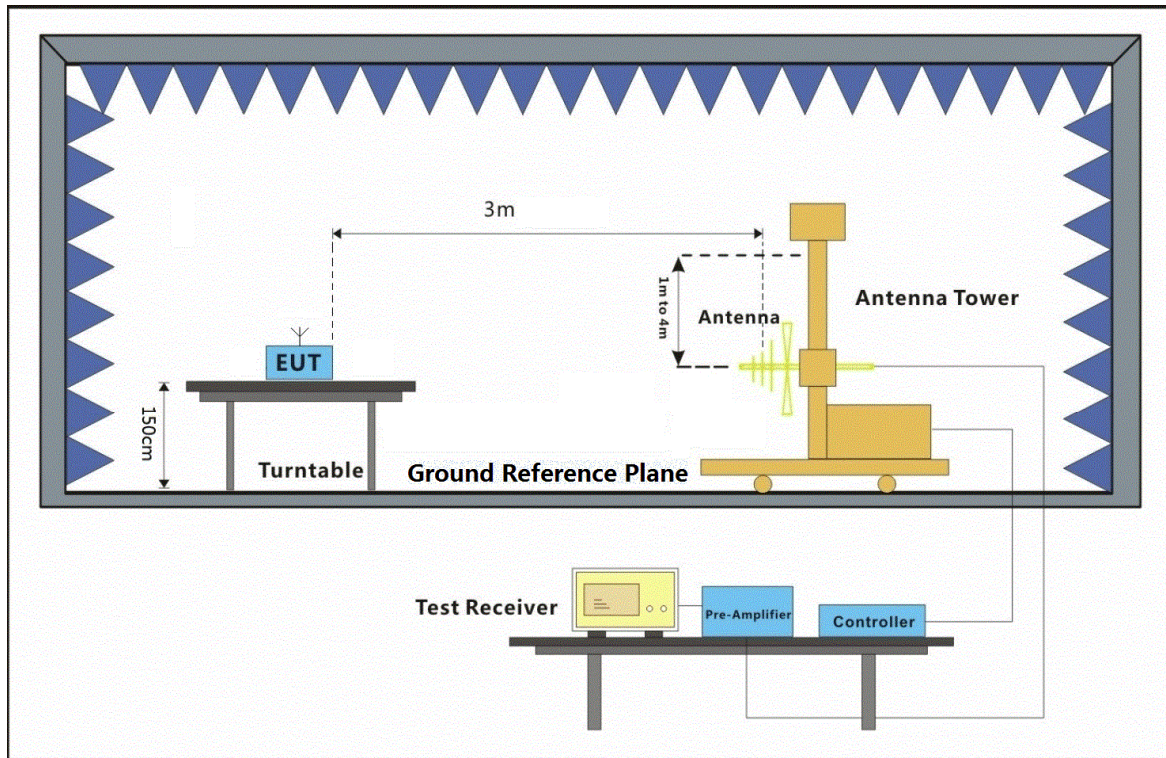 3m
1m to 4m
Antenna Tower
Antenna
EUT
150cm
Turntable
Ground Reference Plane
Test Receiver
Pre-Amplifier
Controller